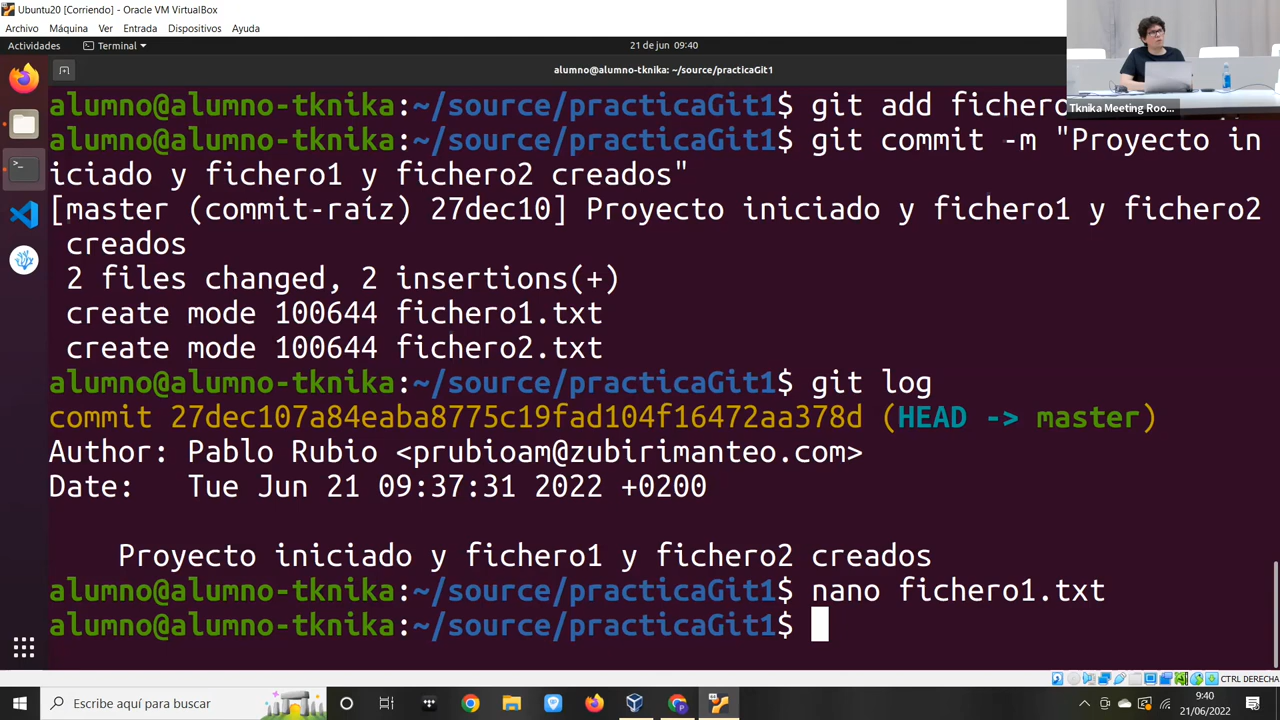 Ubuntu20 [Corriendo] - Oracle VM VirtualBox
Archivo Máquina Ver Entrada Dispositivos Ayuda
Actividades Terminal 21 de jun 09:40
alumno@alumno-tknika: ~/source/practicaGit1
Tknika Meeting Roo...
alumno@alumno-tknika:~/source/practicaGit1$ git add fichero
alumno@alumno-tknika:~/source/practicaGit1$ git commit -m "Proyecto in
iciado y fichero1 y fichero2 creados"
[master (commit-raíz) 27dec10] Proyecto iniciado y fichero1 y fichero2
creados
2 files changed, 2 insertions(+)
create mode 100644 fichero1.txt
create mode 100644 fichero2.txt
alumno@alumno-tknika:~/source/practicaGit1$ git log
commit 27dec107a84eaba8775c19fad104f16472aa378d (HEAD -> master)
Author: Pablo Rubio <prubioam@zubirimanteo.com>
Date: Tue Jun 21 09:37:31 2022 +0200
Proyecto iniciado y fichero1 y fichero2 creados
alumno@alumno-tknika:~/source/practicaGit1$ nano fichero1.txt
alumno@alumno-tknika:~/source/practicaGit1$
CTRL DERECHA
Escribe aquí para buscar
9:40
21/06/2022